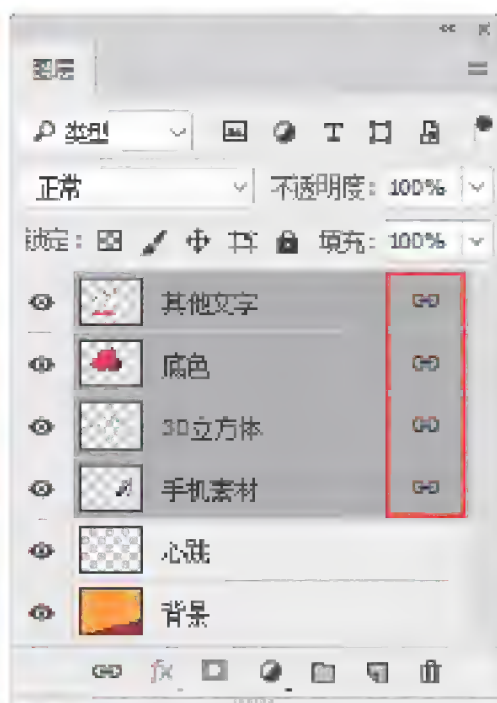 图层
类型 T
正常 不透明度: 100%
锁定: 填充: 100%
其他文字
底色
3D立方体
手机素材
心跳
背景
fx